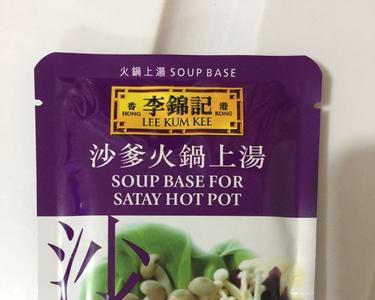 火鍋上湯 SOUP BASE
香 李錦記 港
HONG LEE KUM KEE KONG
沙爹火鍋上湯
SOUP BASE FOR
SATAY HOT POT
沙